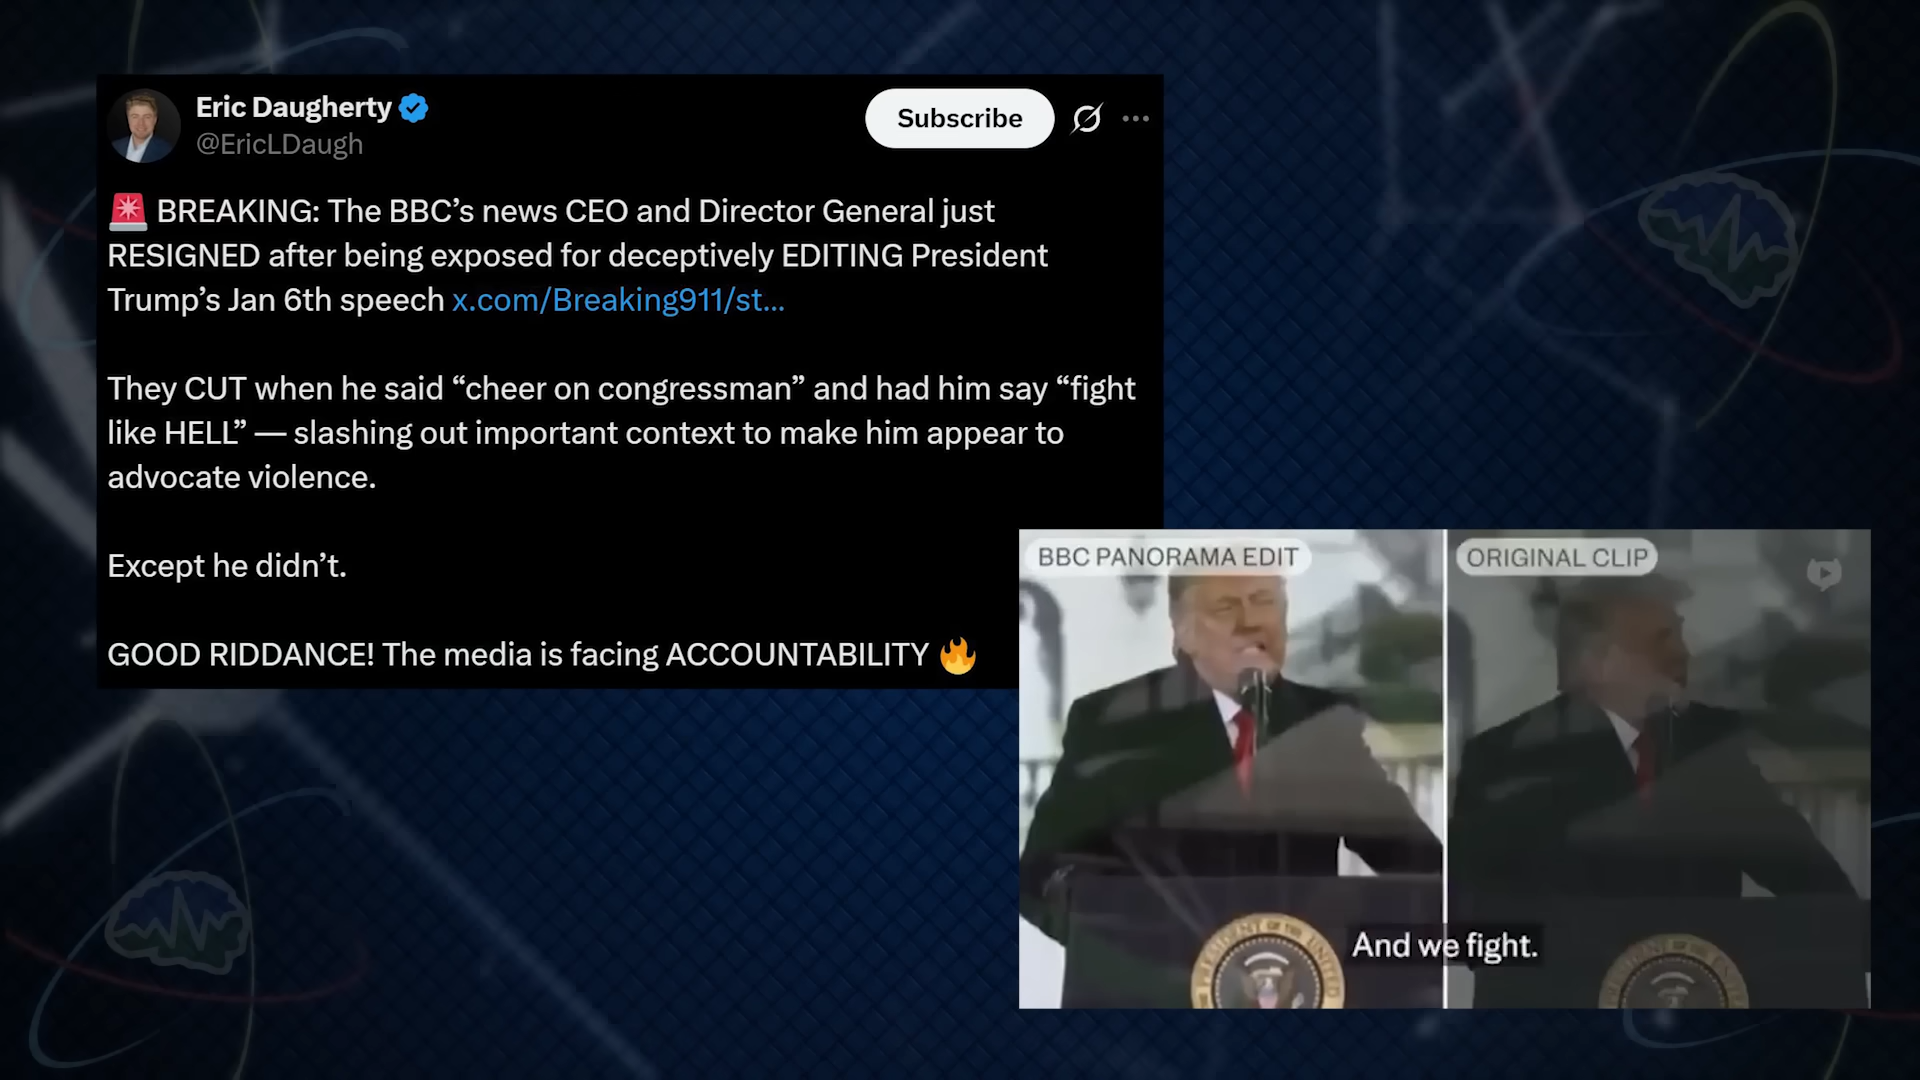 Eric Daugherty
@EricLDaugh
Subscribe
🚨 BREAKING: The BBC’s news CEO and Director General just
RESIGNED after being exposed for deceptively EDITING President
Trump’s Jan 6th speech x.com/Breaking911/st…
They CUT when he said “cheer on congressman” and had him say “fight
like HELL” — slashing out important context to make him appear to
advocate violence.
Except he didn’t.
GOOD RIDDANCE! The media is facing ACCOUNTABILITY 🔥
BBC PANORAMA EDIT
ORIGINAL CLIP
And we fight.